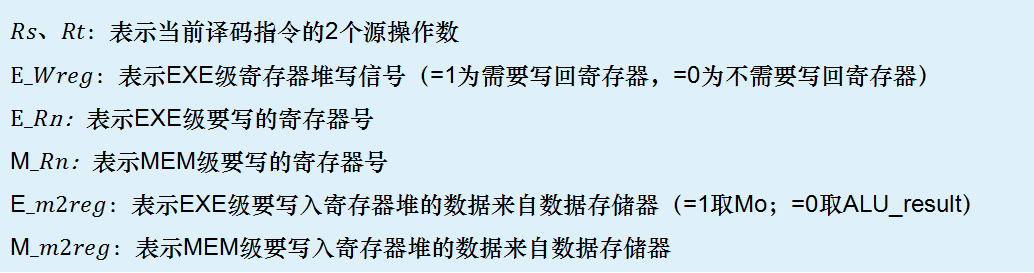 Rs、Rt：表示当前译码指令的2个源操作数
E_Wreg：表示EXE级寄存器堆写信号（=1为需要写回寄存器，=0为不需要写回寄存器）
E_Rn：表示EXE级要写的寄存器号
M_Rn：表示MEM级要写的寄存器号
E_m2reg：表示EXE级要写入寄存器堆的数据来自数据存储器（=1取Mo；=0取ALU_result）
M_m2reg：表示MEM级要写入寄存器堆的数据来自数据存储器